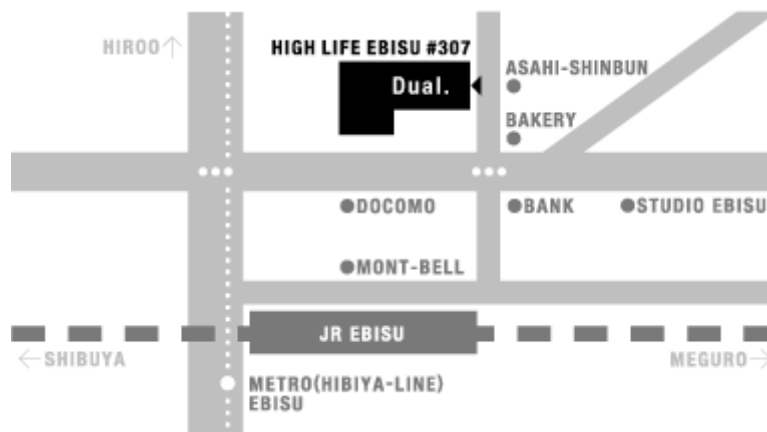 HIROO↑
HIGH LIFE EBISU #307
Dual.
ASAHI-SHINBUN
BAKERY
DOCOMO
BANK
STUDIO EBISU
MONT-BELL
JR EBISU
←SHIBUYA
MEGURO→
METRO(HIBIYA-LINE)
EBISU